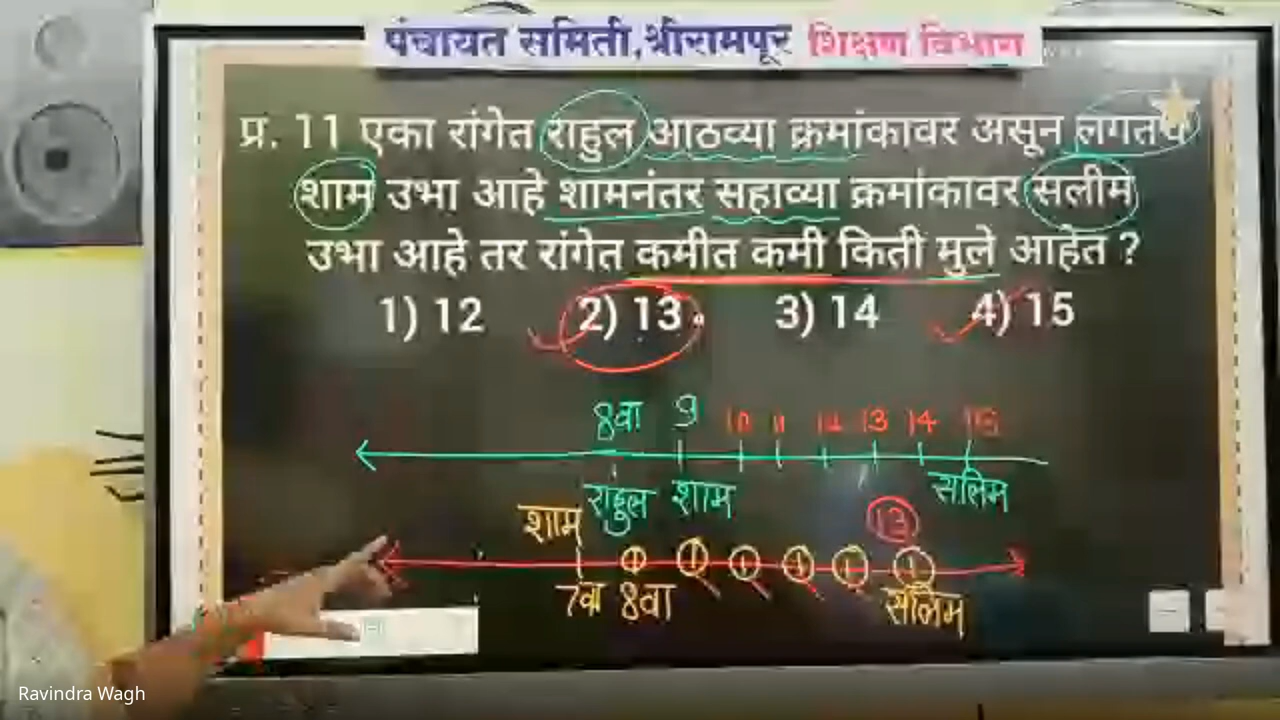 पंचायत समिती,श्रीरामपूर शिक्षण विभाग
प्र. 11 एका रांगेत राहुल आठव्या क्रमांकावर असून लगतच
शाम उभा आहे शामनंतर सहाव्या क्रमांकावर सलीम
उभा आहे तर रांगेत कमीत कमी किती मुले आहेत ?
1) 12 2) 13 3) 14 4) 15
8वा 9 10 11 12 13 14 15
राहुल शाम सलिम
शाम 13
7वा 8वा सलिम
Ravindra Wagh